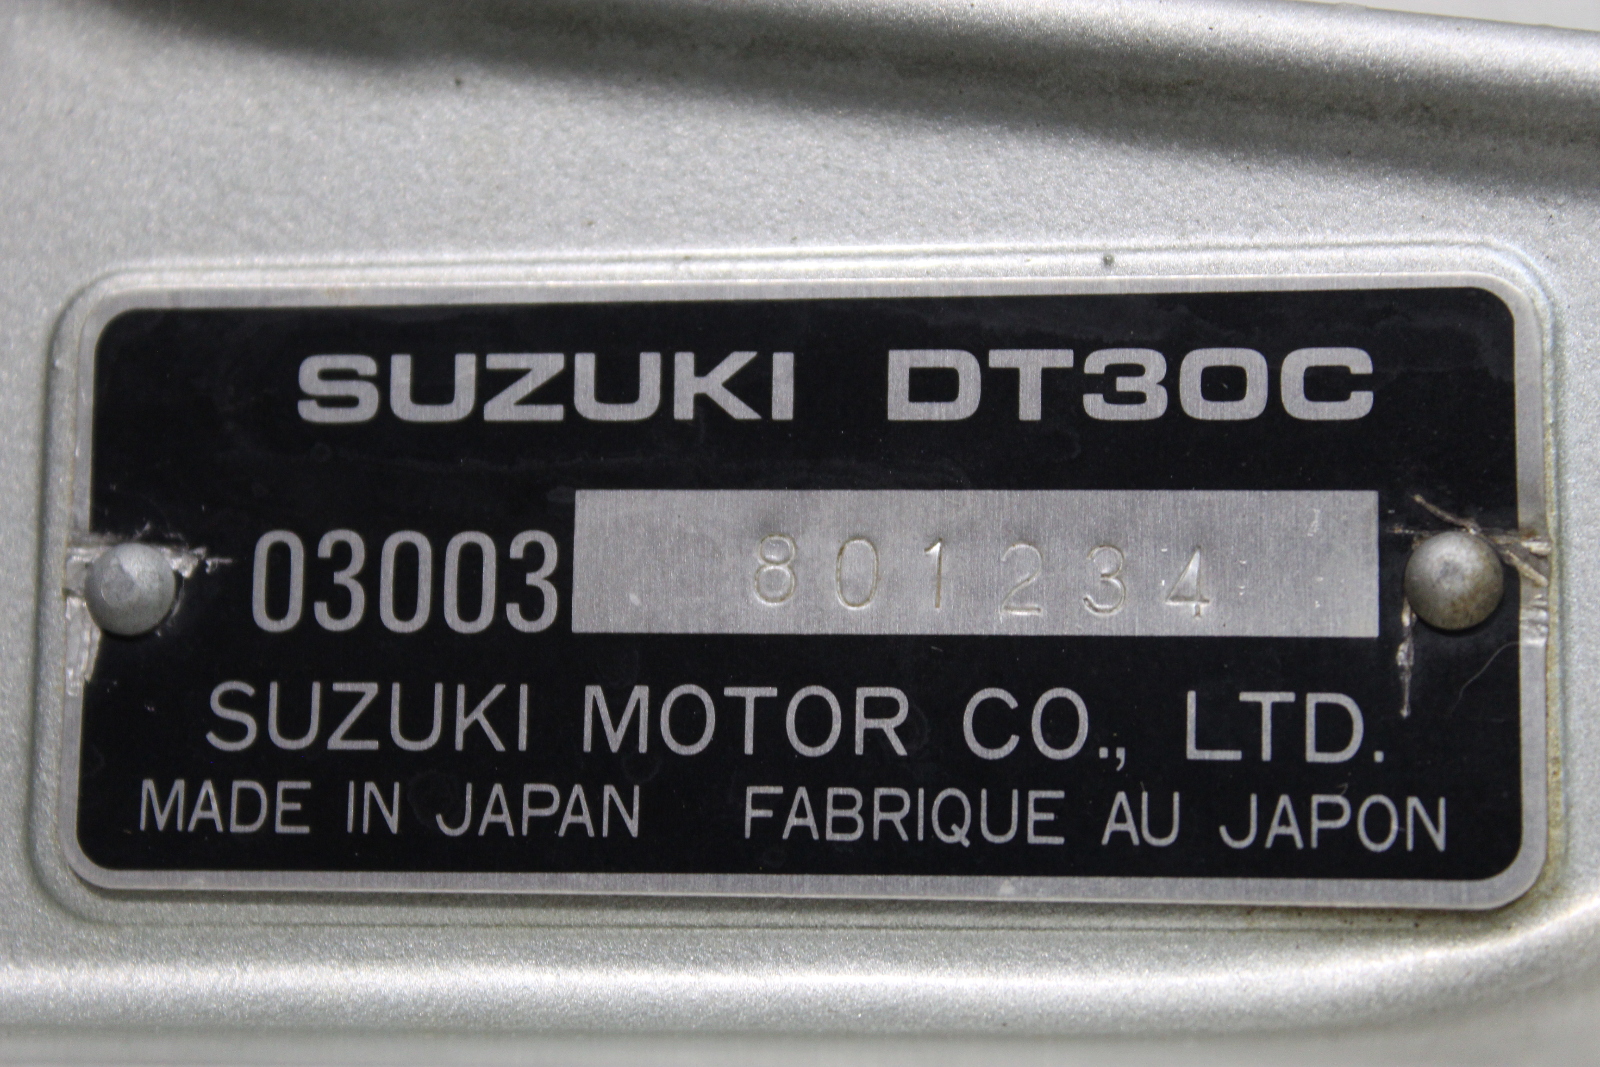 SUZUKI DT30C
03003 801234
SUZUKI MOTOR CO., LTD.
MADE IN JAPAN FABRIQUE AU JAPON